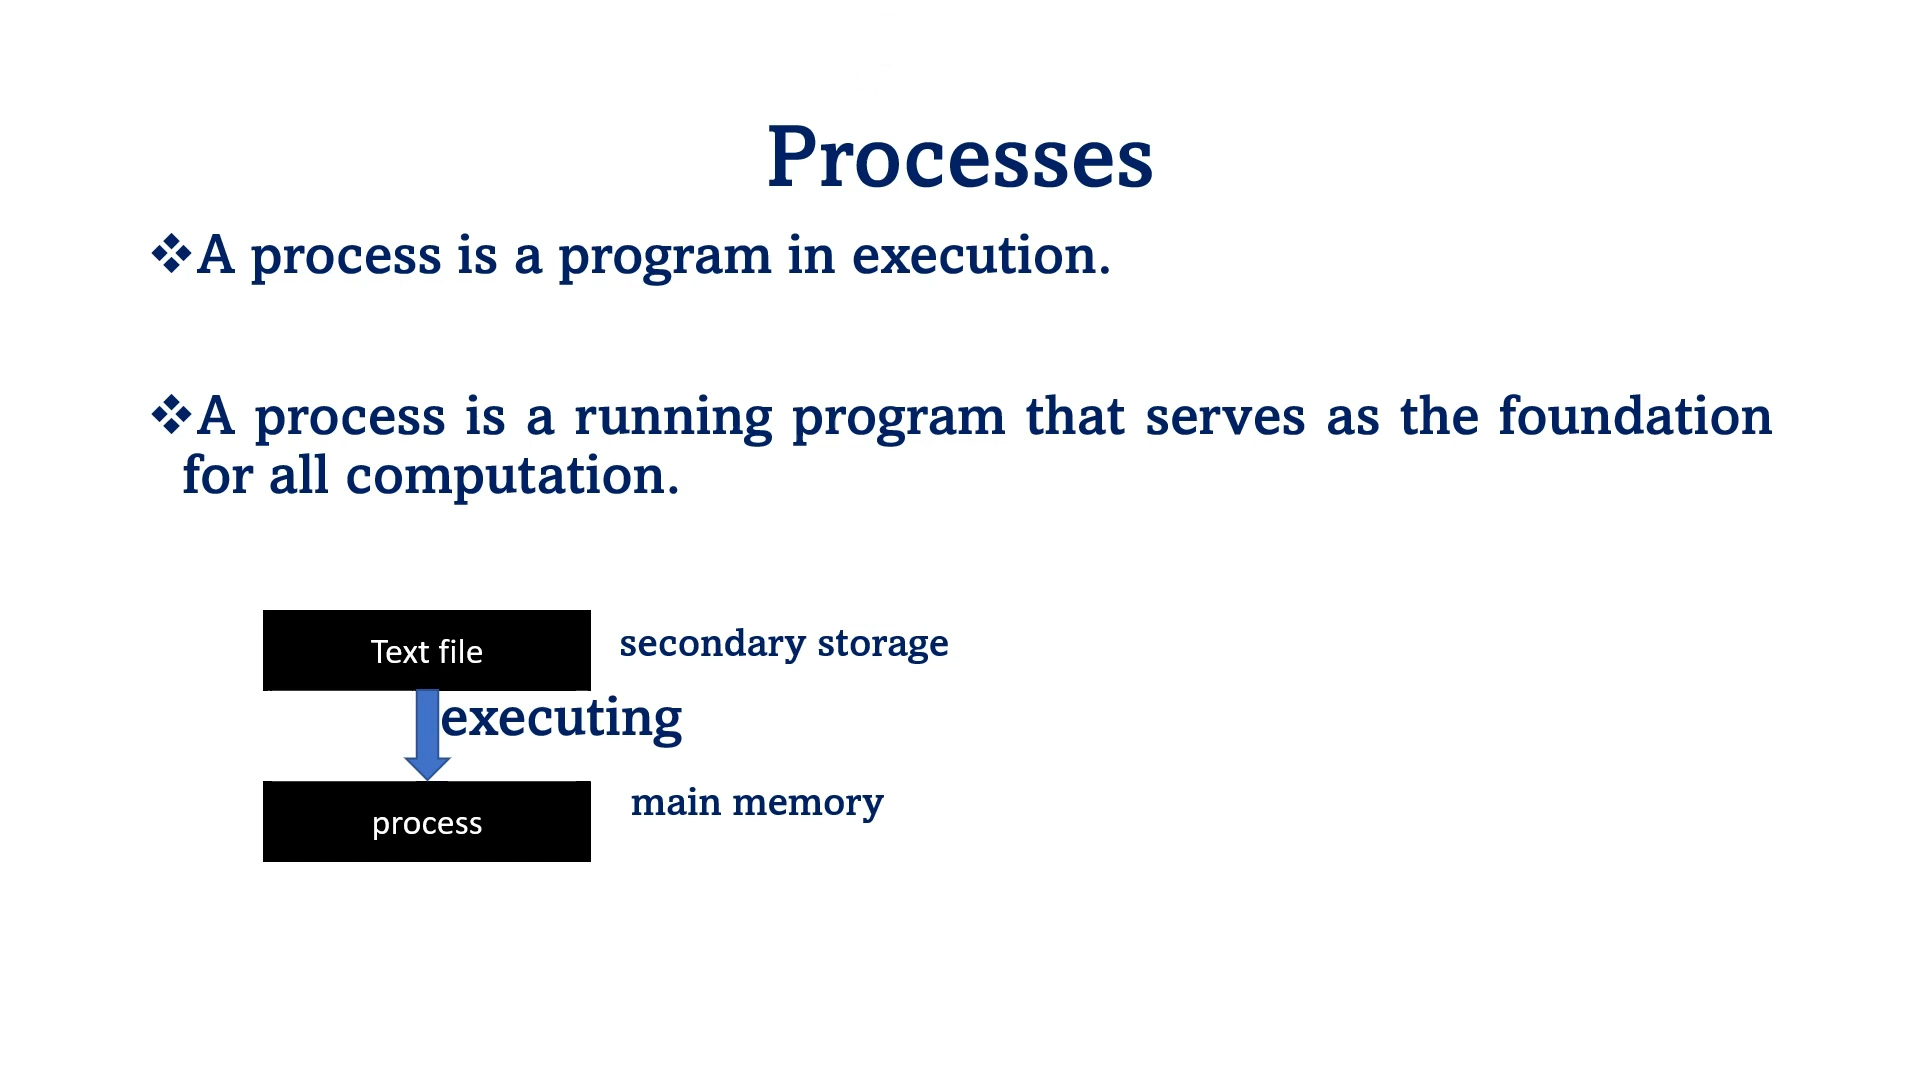 Processes
❖A process is a program in execution.
❖A process is a running program that serves as the foundation
for all computation.
Text file
secondary storage
executing
process
main memory